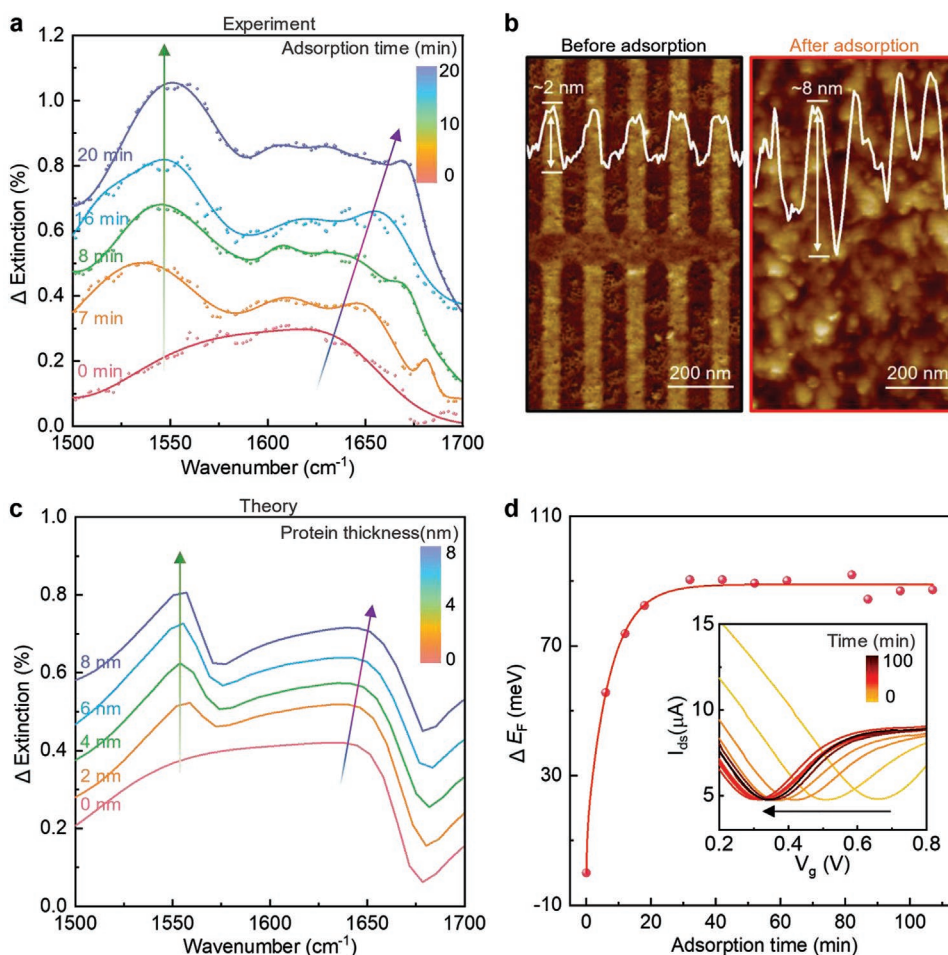 a
Experiment
Adsorption time (min)
20
10
0
1.2
1.0
0.8
0.6
0.4
0.2
0.0
Δ Extinction (%)
20 min
16 min
8 min
7 min
0 min
1500
1550
1600
1650
1700
Wavenumber (cm⁻¹)
b
Before adsorption
After adsorption
~2 nm
~8 nm
200 nm
200 nm
c
Theory
Protein thickness(nm)
8
4
0
1.0
0.8
0.6
0.4
0.2
0.0
Δ Extinction (%)
8 nm
6 nm
4 nm
2 nm
0 nm
1500
1550
1600
1650
1700
Wavenumber (cm⁻¹)
d
110
70
30
-10
Δ E_F (meV)
0
20
40
60
80
100
Adsorption time (min)
15
10
5
I_ds(μA)
Time (min)
100
0
0.2
0.4
0.6
0.8
V_g (V)